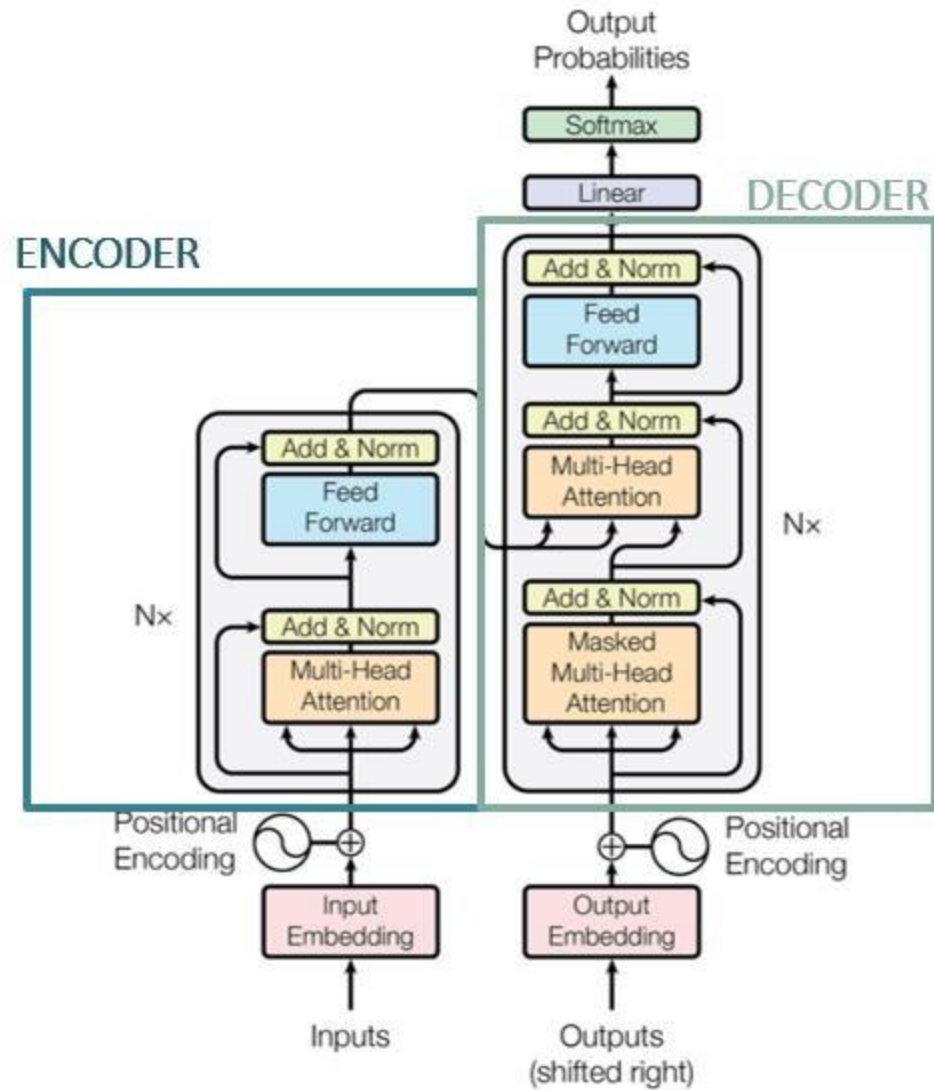 Output
Probabilities
Softmax
Linear
DECODER
ENCODER
Add & Norm
Feed
Forward
Add & Norm
Multi-Head
Attention
Nx
Add & Norm
Masked
Multi-Head
Attention
Add & Norm
Feed
Forward
Nx
Add & Norm
Multi-Head
Attention
Positional
Encoding
Positional
Encoding
Input
Embedding
Output
Embedding
Inputs
Outputs
(shifted right)